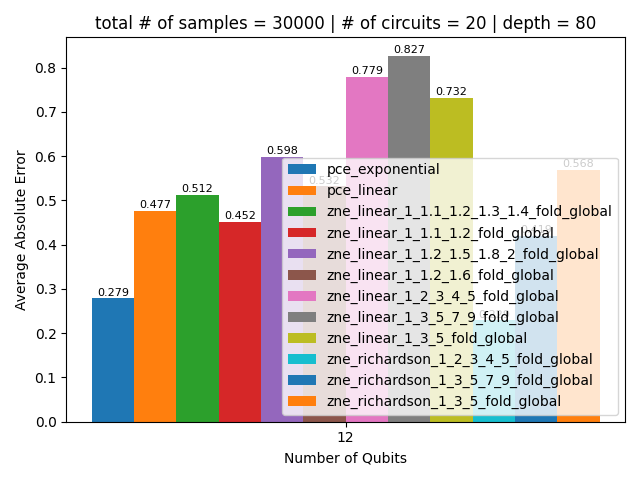 total # of samples = 30000 | # of circuits = 20 | depth = 80
Average Absolute Error
0.8
0.7
0.6
0.5
0.4
0.3
0.2
0.1
0.0
0.279
0.477
0.512
0.452
0.598
0.532
0.779
0.827
0.732
0.568
pce_exponential
pce_linear
zne_linear_1_1.1_1.2_1.3_1.4_fold_global
zne_linear_1_1.1_1.2_fold_global
zne_linear_1_1.2_1.5_1.8_2_fold_global
zne_linear_1_1.2_1.6_fold_global
zne_linear_1_2_3_4_5_fold_global
zne_linear_1_3_5_7_9_fold_global
zne_linear_1_3_5_fold_global
zne_richardson_1_2_3_4_5_fold_global
zne_richardson_1_3_5_7_9_fold_global
zne_richardson_1_3_5_fold_global
12
Number of Qubits